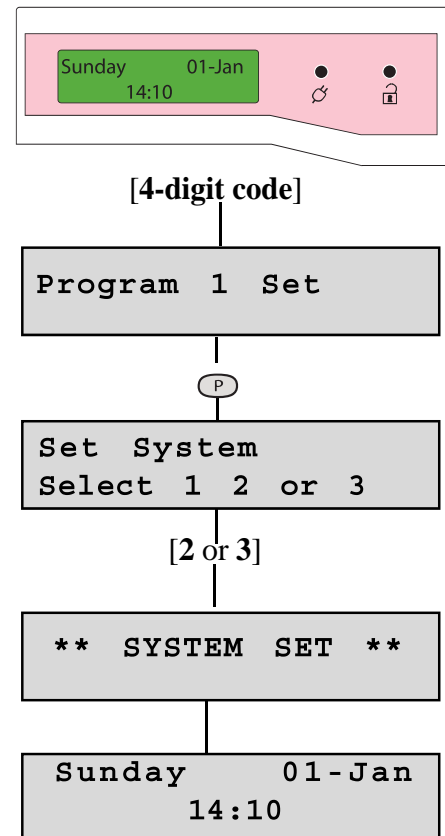 Sunday 01-Jan
14:10
[4-digit code]
Program 1 Set
P
Set System
Select 1 2 or 3
[2 or 3]
** SYSTEM SET **
Sunday 01-Jan
14:10